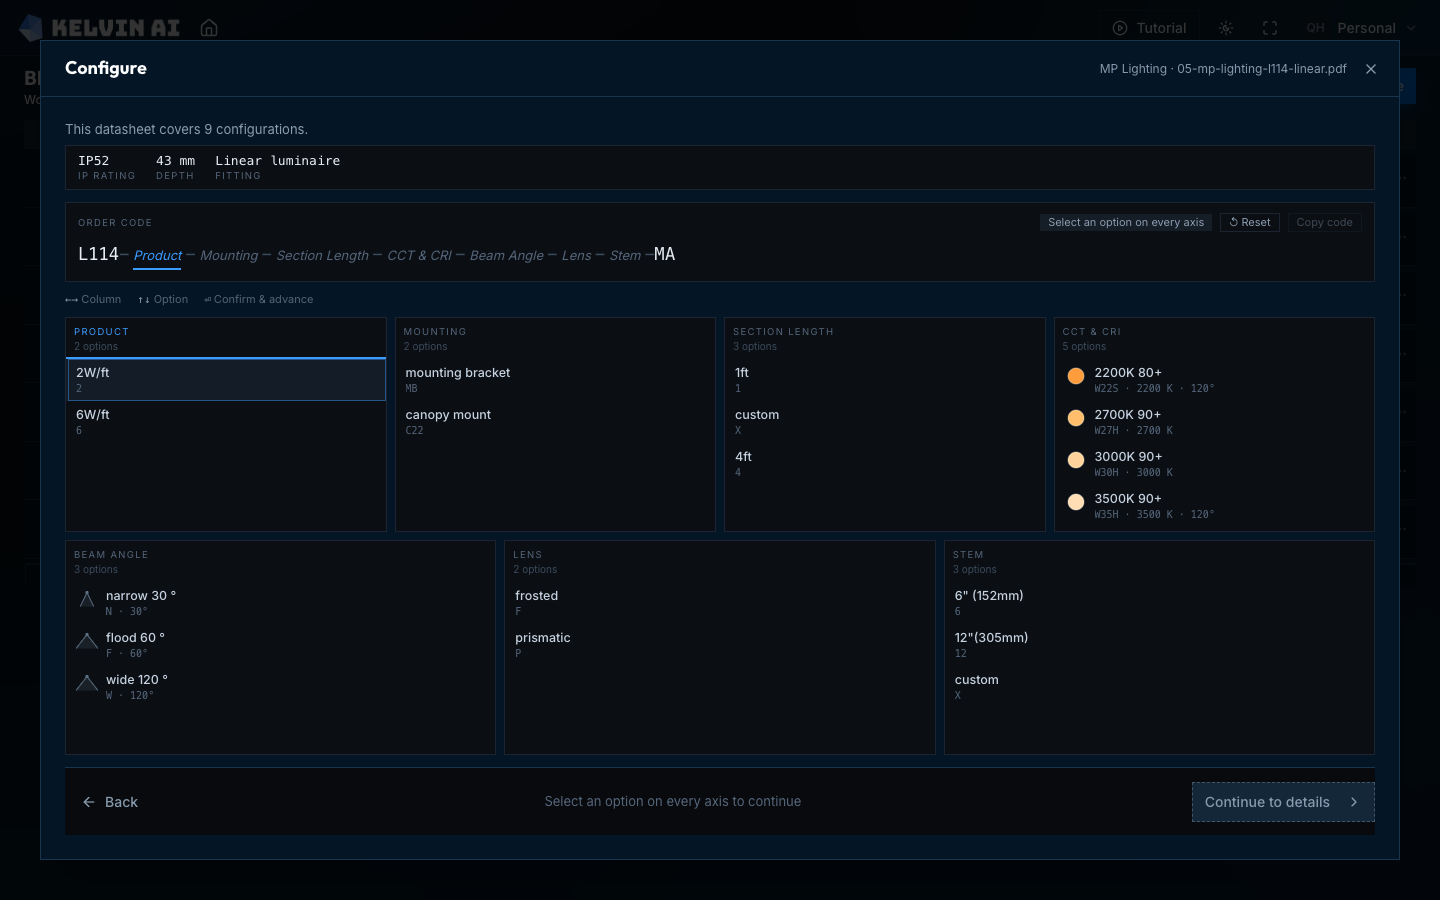 KELVIN AI
Tutorial
QH Personal
Configure
MP Lighting · 05-mp-lighting-l114-linear.pdf
This datasheet covers 9 configurations.
IP52 43 mm Linear luminaire
IP RATING DEPTH FITTING
ORDER CODE
Select an option on every axis
Reset
Copy code
L114— Product — Mounting — Section Length — CCT & CRI — Beam Angle — Lens — Stem —MA
←→ Column ↑↓ Option ⏎ Confirm & advance
PRODUCT
2 options
2W/ft
2
6W/ft
6
MOUNTING
2 options
mounting bracket
MB
canopy mount
C22
SECTION LENGTH
3 options
1ft
1
custom
X
4ft
4
CCT & CRI
5 options
2200K 80+
W22S · 2200 K · 120°
2700K 90+
W27H · 2700 K
3000K 90+
W30H · 3000 K
3500K 90+
W35H · 3500 K · 120°
BEAM ANGLE
3 options
narrow 30 °
N · 30°
flood 60 °
F · 60°
wide 120 °
W · 120°
LENS
2 options
frosted
F
prismatic
P
STEM
3 options
6" (152mm)
6
12"(305mm)
12
custom
X
← Back
Select an option on every axis to continue
Continue to details